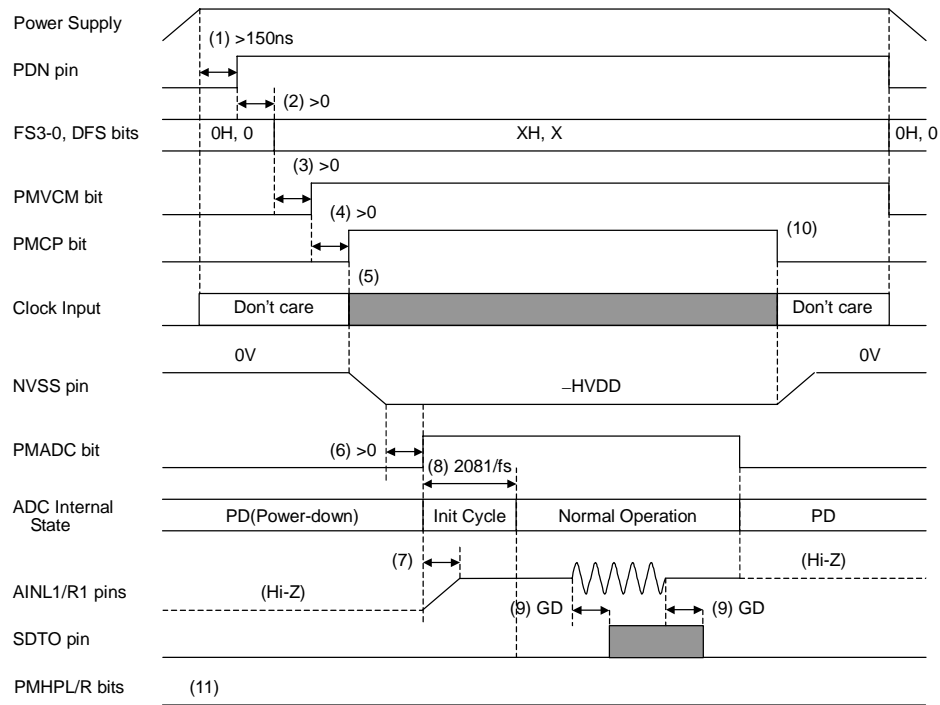 Power Supply
(1) >150ns
PDN pin
(2) >0
FS3-0, DFS bits
0H, 0
XH, X
0H, 0
(3) >0
PMVCM bit
(4) >0
PMCP bit
(10)
(5)
Clock Input
Don't care
Don't care
0V
0V
NVSS pin
−HVDD
PMADC bit
(6) >0
(8) 2081/fs
ADC Internal
State
PD(Power-down)
Init Cycle
Normal Operation
PD
(7)
(Hi-Z)
AINL1/R1 pins
(Hi-Z)
(9) GD
(9) GD
SDTO pin
PMHPL/R bits
(11)